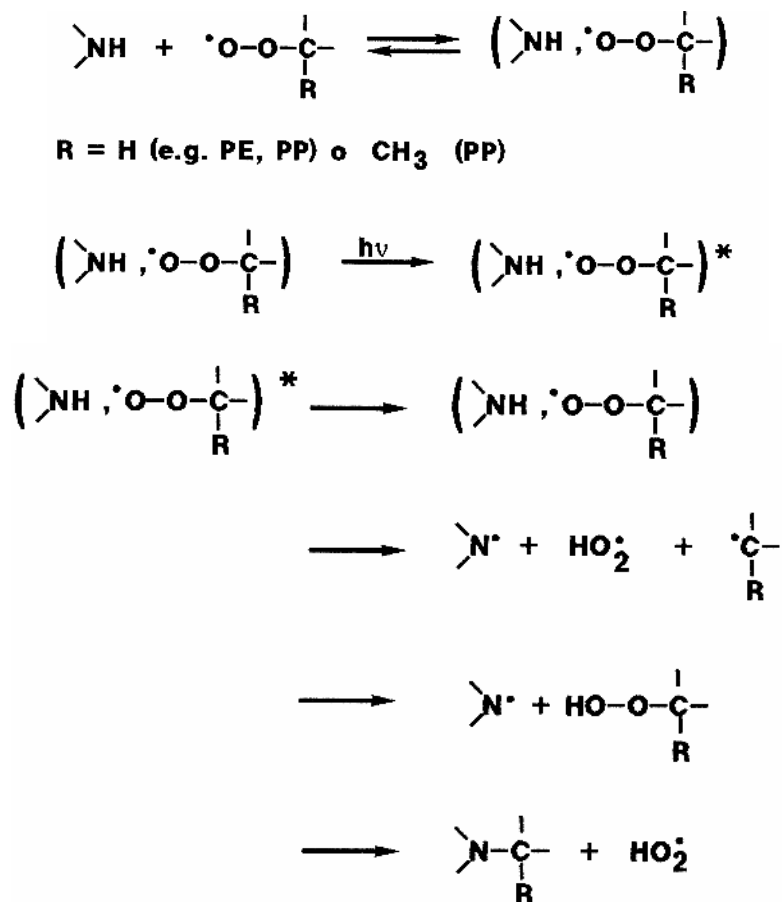 >NH + •O–O–C– ⇌ (>NH ,•O–O–C–)
R R
R = H (e.g. PE, PP) o CH₃ (PP)
(>NH ,•O–O–C–) hν → (>NH ,•O–O–C–)*
R R
(>NH ,•O–O–C–)* → (>NH ,•O–O–C–)
R R
→ >N• + HO₂• + •C–
R
→ >N• + HO–O–C–
R
→ >N–C– + HO₂•
R